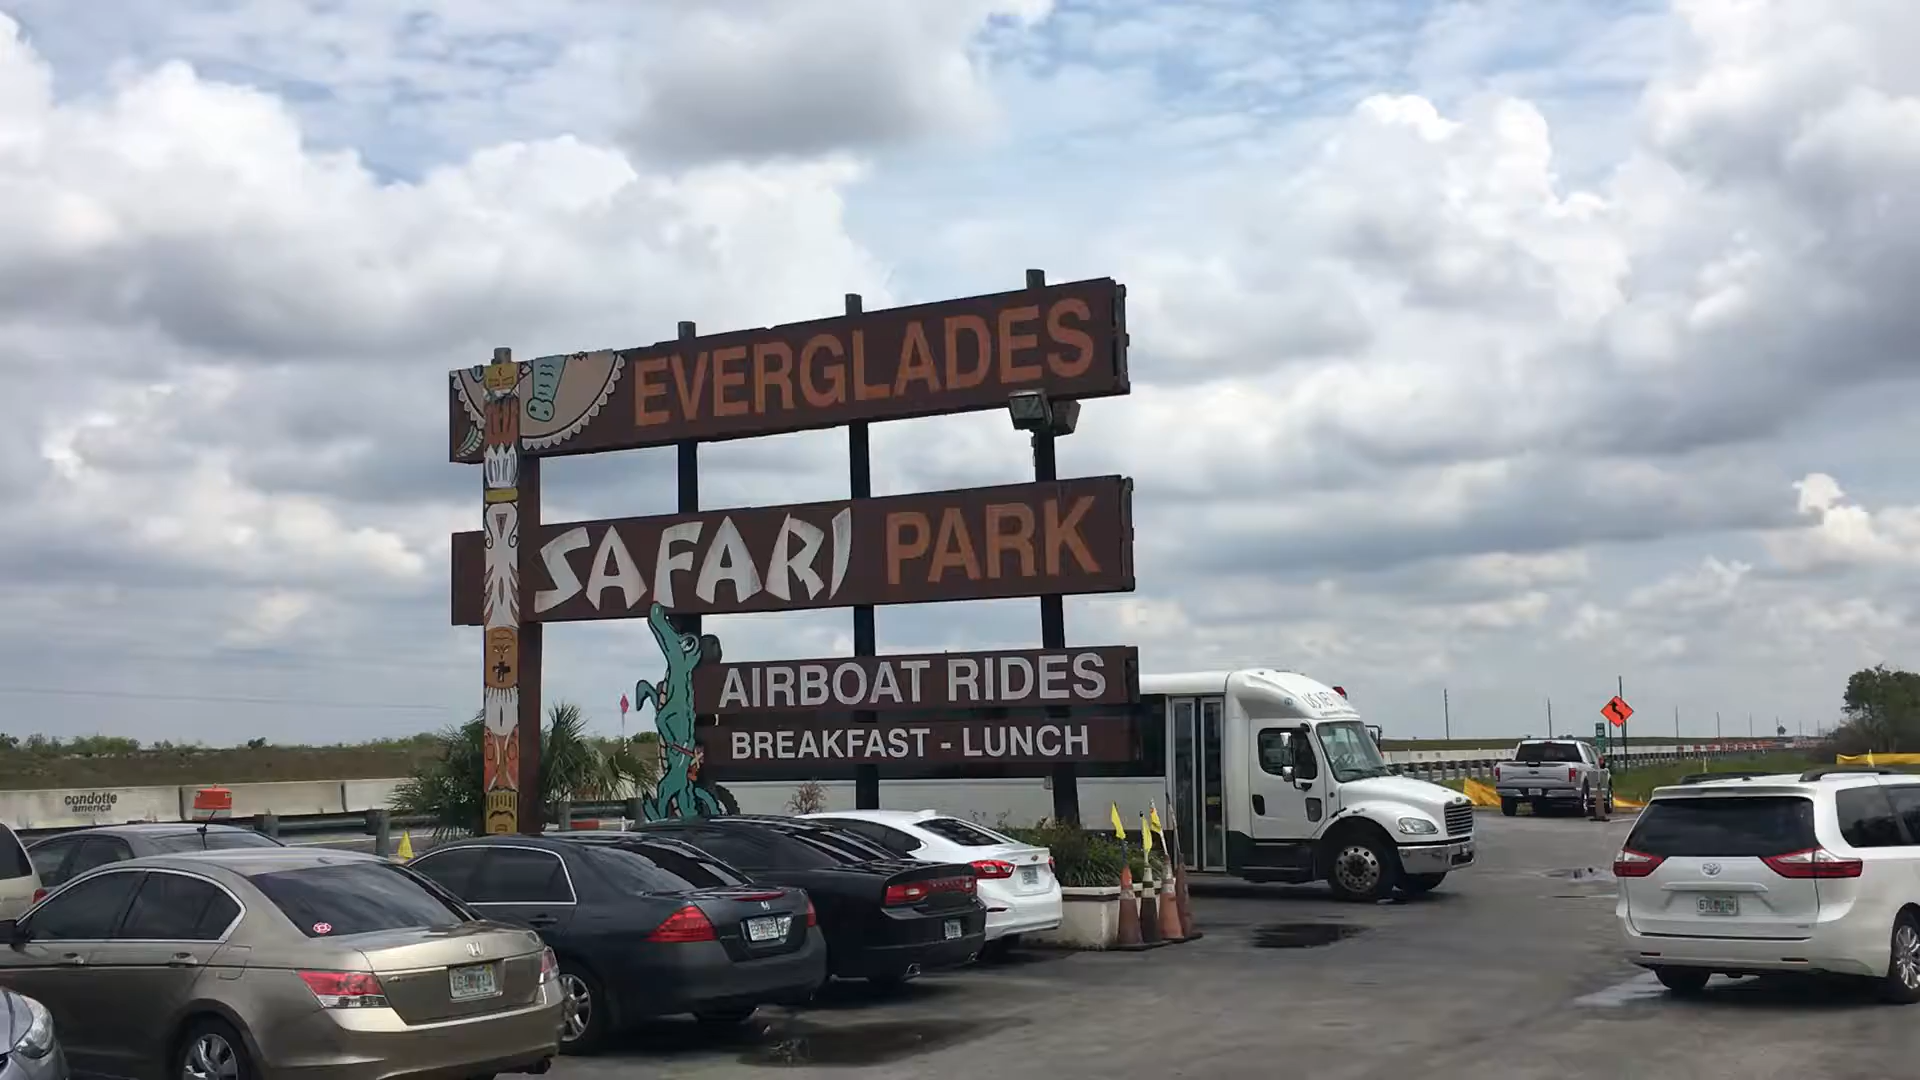 EVERGLADES
SAFARI PARK
AIRBOAT RIDES
BREAKFAST - LUNCH
condotte
america